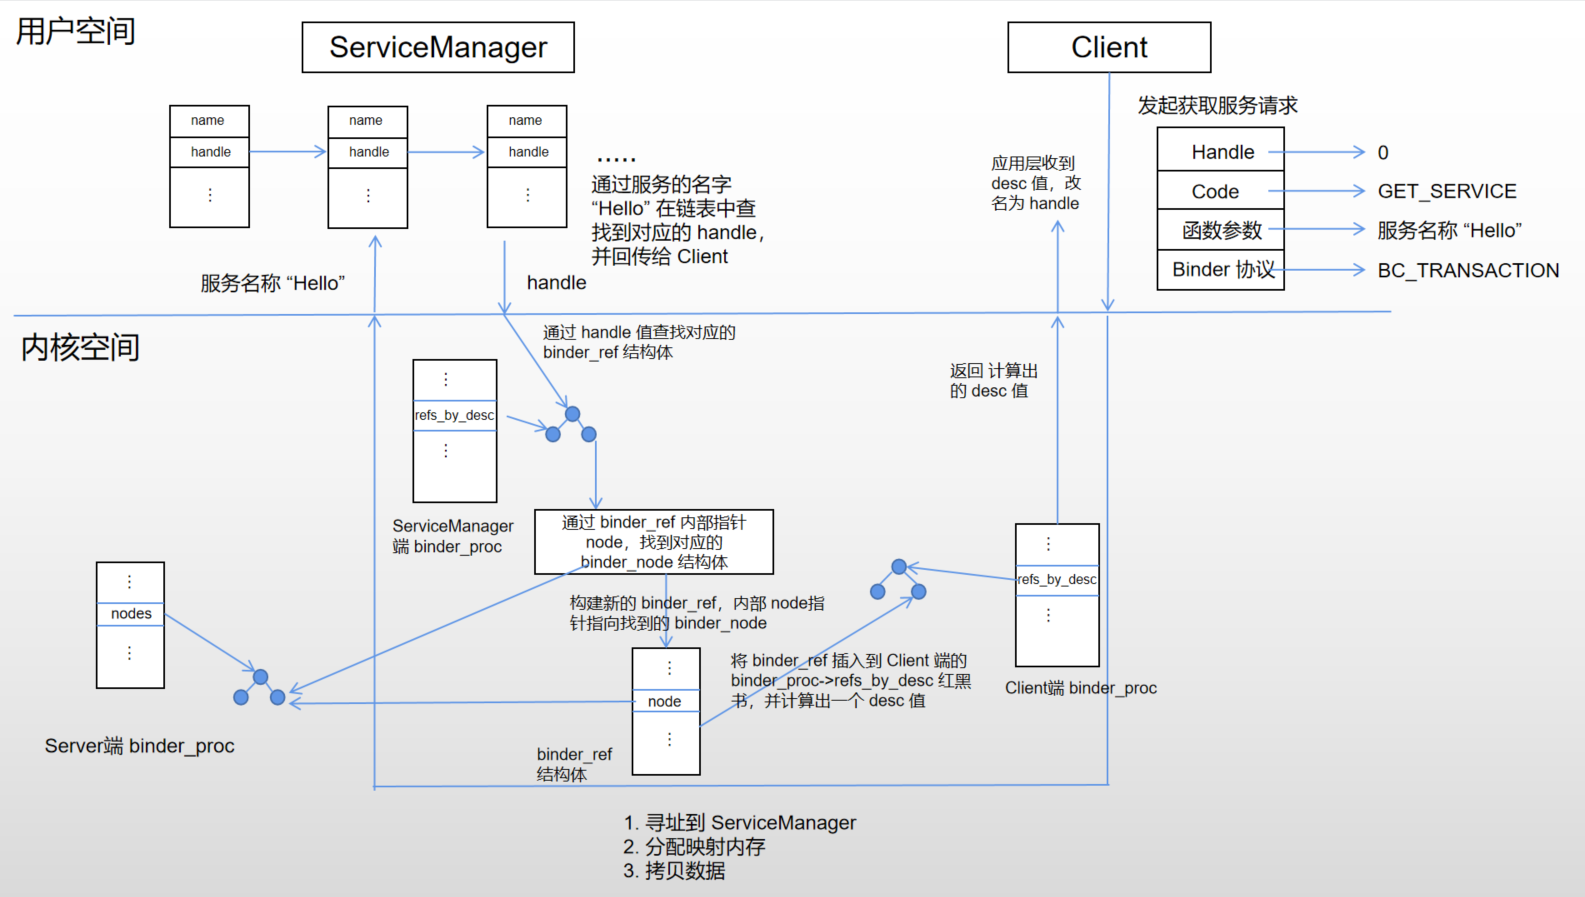 用户空间
ServiceManager
Client
name
handle
⋮
name
handle
⋮
name
handle
⋮
.....
通过服务的名字
“Hello” 在链表中查
找到对应的 handle，
并回传给 Client
应用层收到
desc 值，改
名为 handle
发起获取服务请求
Handle
0
Code
GET_SERVICE
函数参数
服务名称 “Hello”
Binder 协议
BC_TRANSACTION
服务名称 “Hello”
handle
内核空间
通过 handle 值查找对应的
binder_ref 结构体
⋮
refs_by_desc
⋮
ServiceManager
端 binder_proc
返回 计算出
的 desc 值
通过 binder_ref 内部指针
node，找到对应的
binder_node 结构体
⋮
nodes
⋮
Server端 binder_proc
构建新的 binder_ref，内部 node指
针指向找到的 binder_node
⋮
refs_by_desc
⋮
Client端 binder_proc
将 binder_ref 插入到 Client 端的
binder_proc->refs_by_desc 红黑
书，并计算出一个 desc 值
⋮
node
⋮
binder_ref
结构体
1. 寻址到 ServiceManager
2. 分配映射内存
3. 拷贝数据